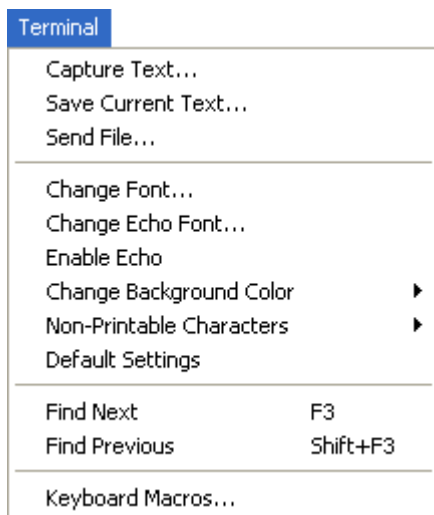 Terminal
Capture Text...
Save Current Text...
Send File...
Change Font...
Change Echo Font...
Enable Echo
Change Background Color
Non-Printable Characters
Default Settings
Find Next F3
Find Previous Shift+F3
Keyboard Macros...